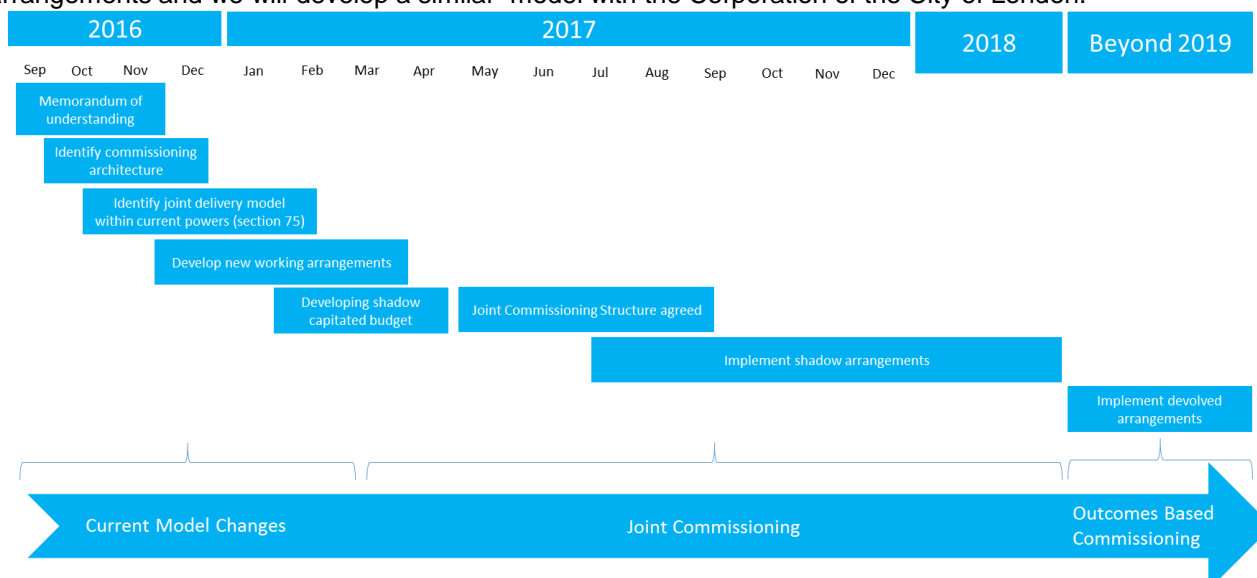 arrangements and we will develop a similar model with the Corporation of the City of London.
2016 2017 2018 Beyond 2019
Sep Oct Nov Dec Jan Feb Mar Apr May Jun Jul Aug Sep Oct Nov Dec
Memorandum of
understanding
Identify commissioning
architecture
Identify joint delivery model
within current powers (section 75)
Develop new working arrangements
Developing shadow
capitated budget
Joint Commissioning Structure agreed
Implement shadow arrangements
Implement devolved
arrangements
Current Model Changes
Joint Commissioning
Outcomes Based
Commissioning